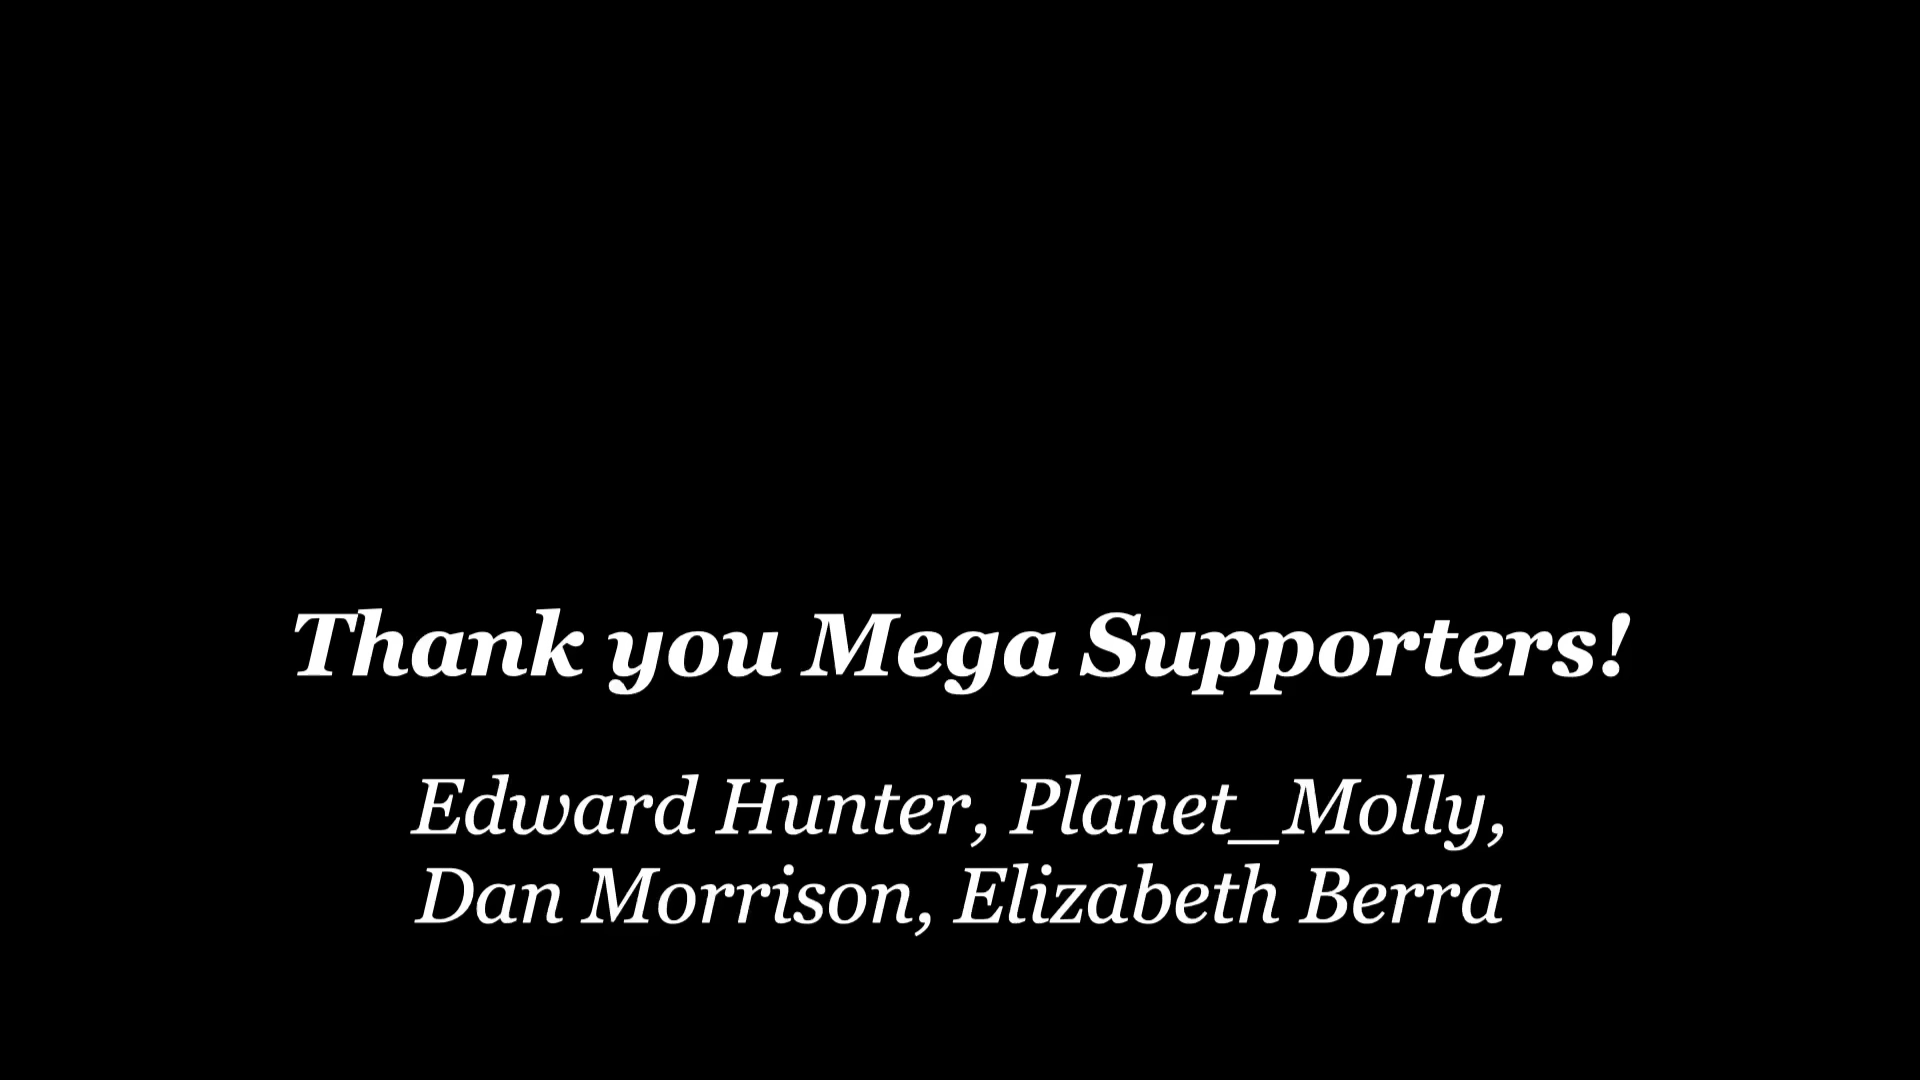 Thank you Mega Supporters!
Edward Hunter, Planet_Molly,
Dan Morrison, Elizabeth Berra